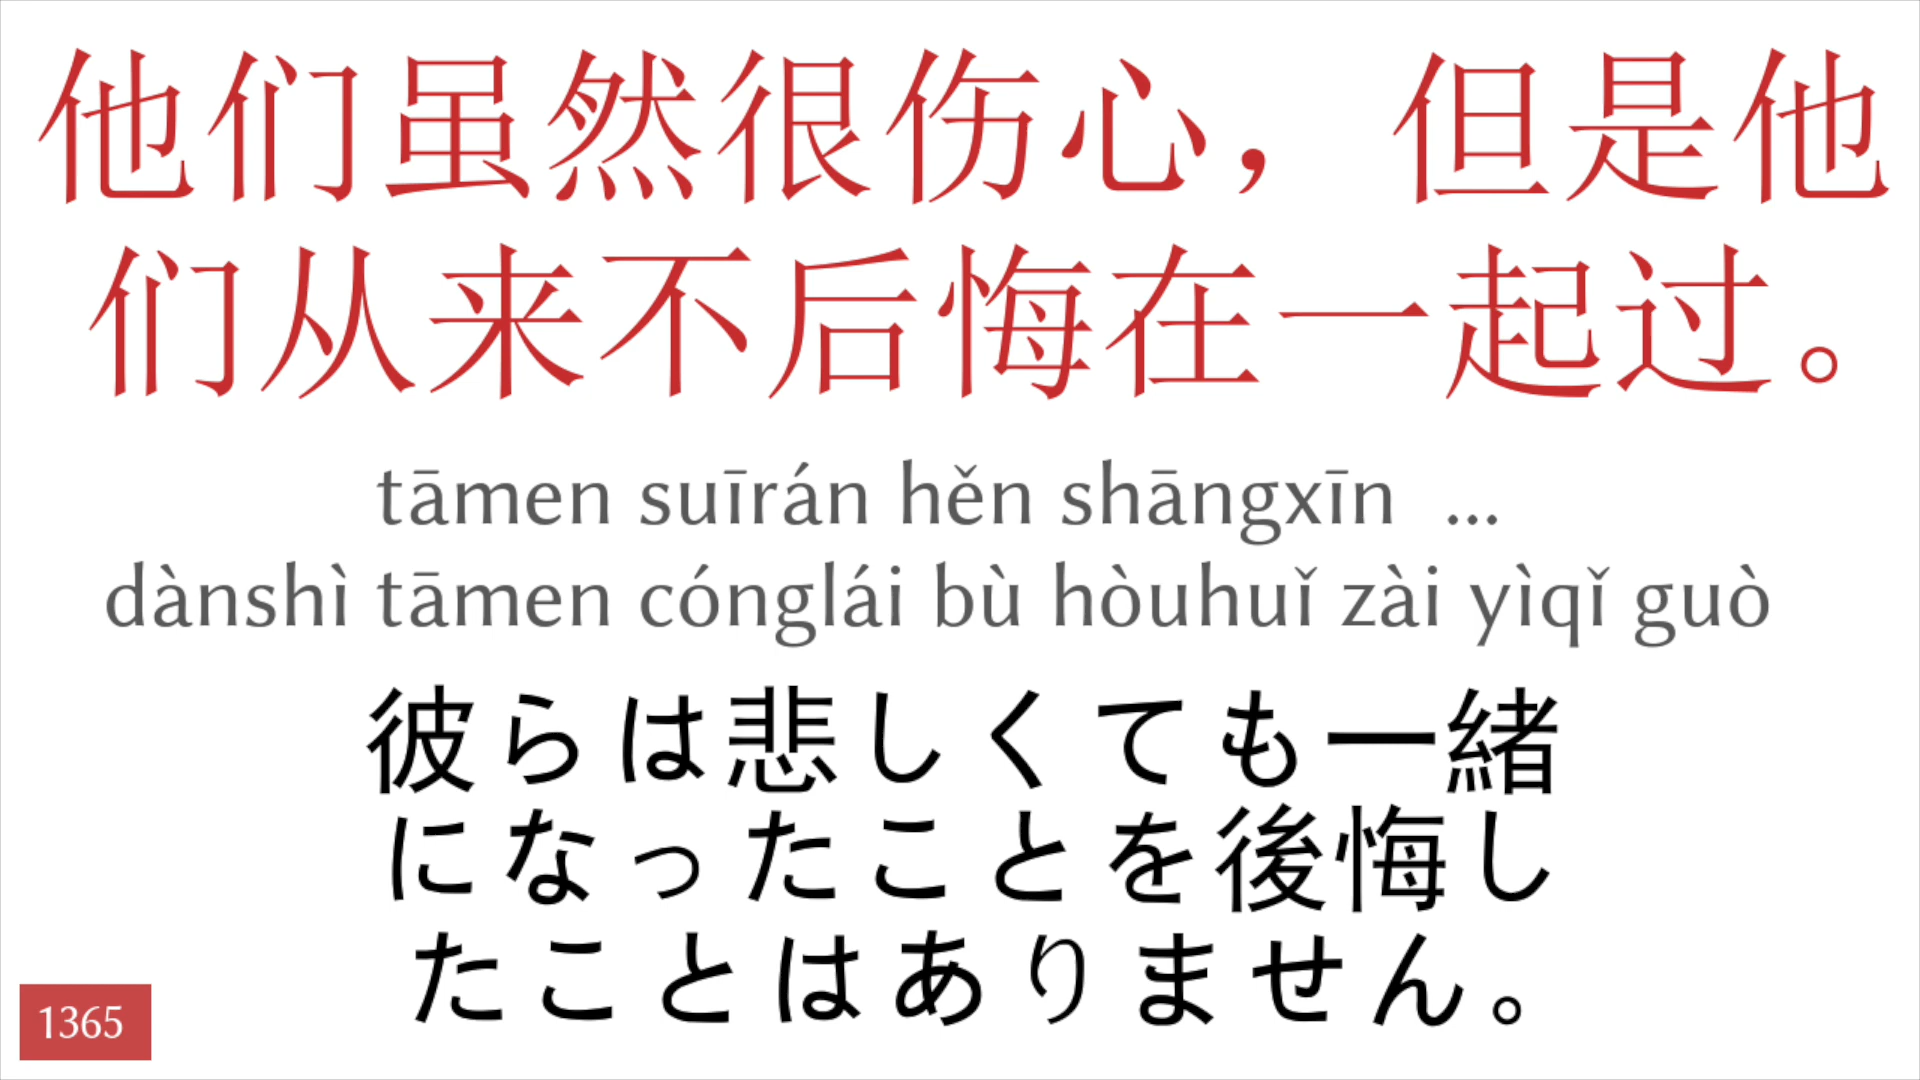 他们虽然很伤心，但是他
们从来不后悔在一起过。
tāmen suīrán hěn shāngxīn ...
dànshì tāmen cónglái bù hòuhuǐ zài yìqǐ guò
彼らは悲しくても一緒
になったことを後悔し
たことはありません。
1365